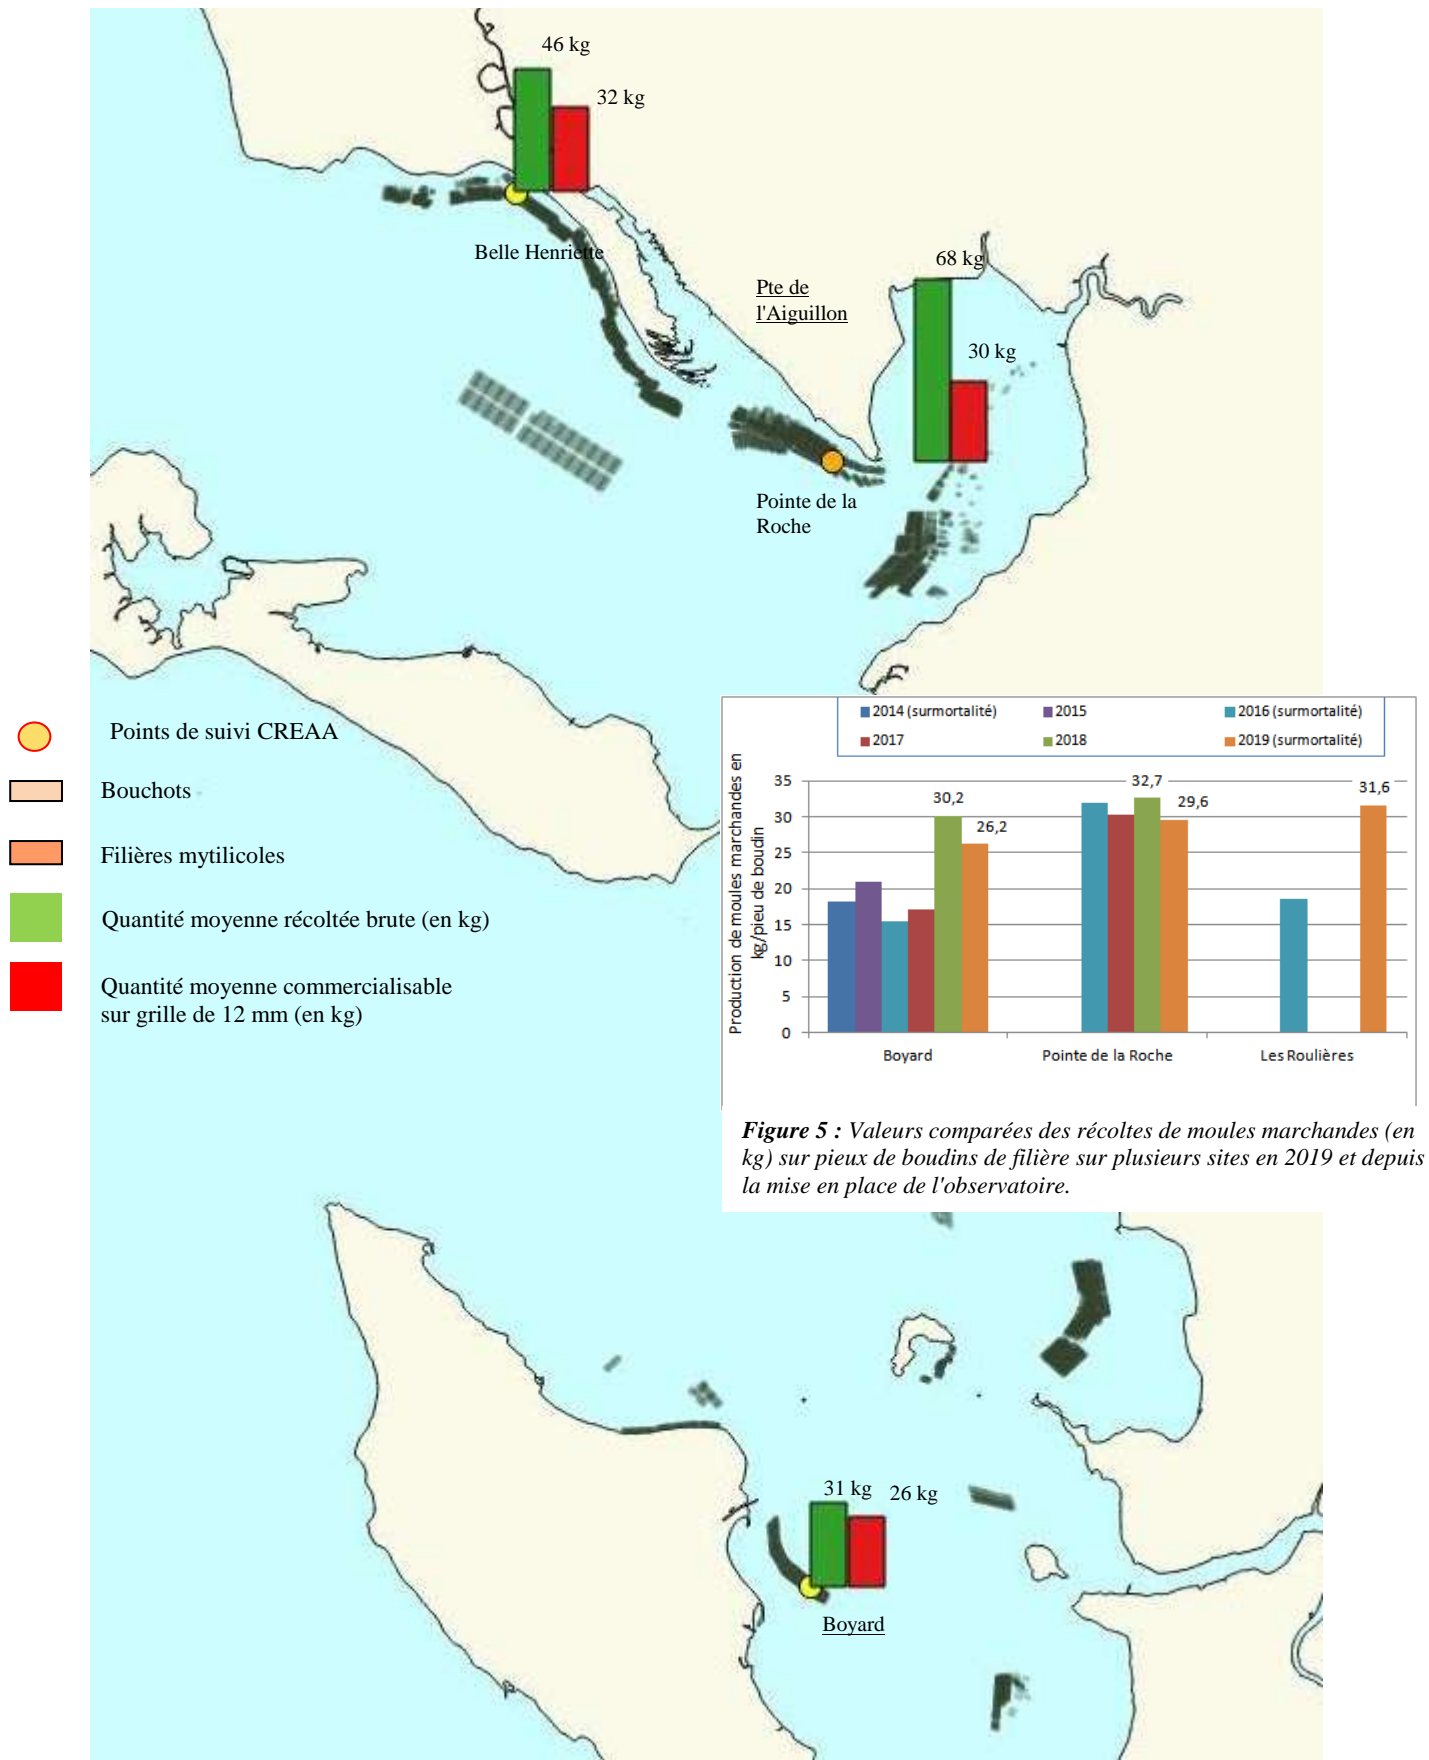 46 kg
32 kg
Belle Henriette
68 kg
Pte de
l'Aiguillon
30 kg
Pointe de la
Roche
Points de suivi CREAA
Bouchots
Filières mytilicoles
Quantité moyenne récoltée brute (en kg)
Quantité moyenne commercialisable
sur grille de 12 mm (en kg)
2014 (surmortalité)
2015
2016 (surmortalité)
2017
2018
2019 (surmortalité)
Production de moules marchandes en
kg/pieu de boudin
35
30
25
20
15
10
5
0
30,2
26,2
32,7
29,6
31,6
Boyard
Pointe de la Roche
Les Roulières
Figure 5 : Valeurs comparées des récoltes de moules marchandes (en
kg) sur pieux de boudins de filière sur plusieurs sites en 2019 et depuis
la mise en place de l'observatoire.
31 kg
26 kg
Boyard